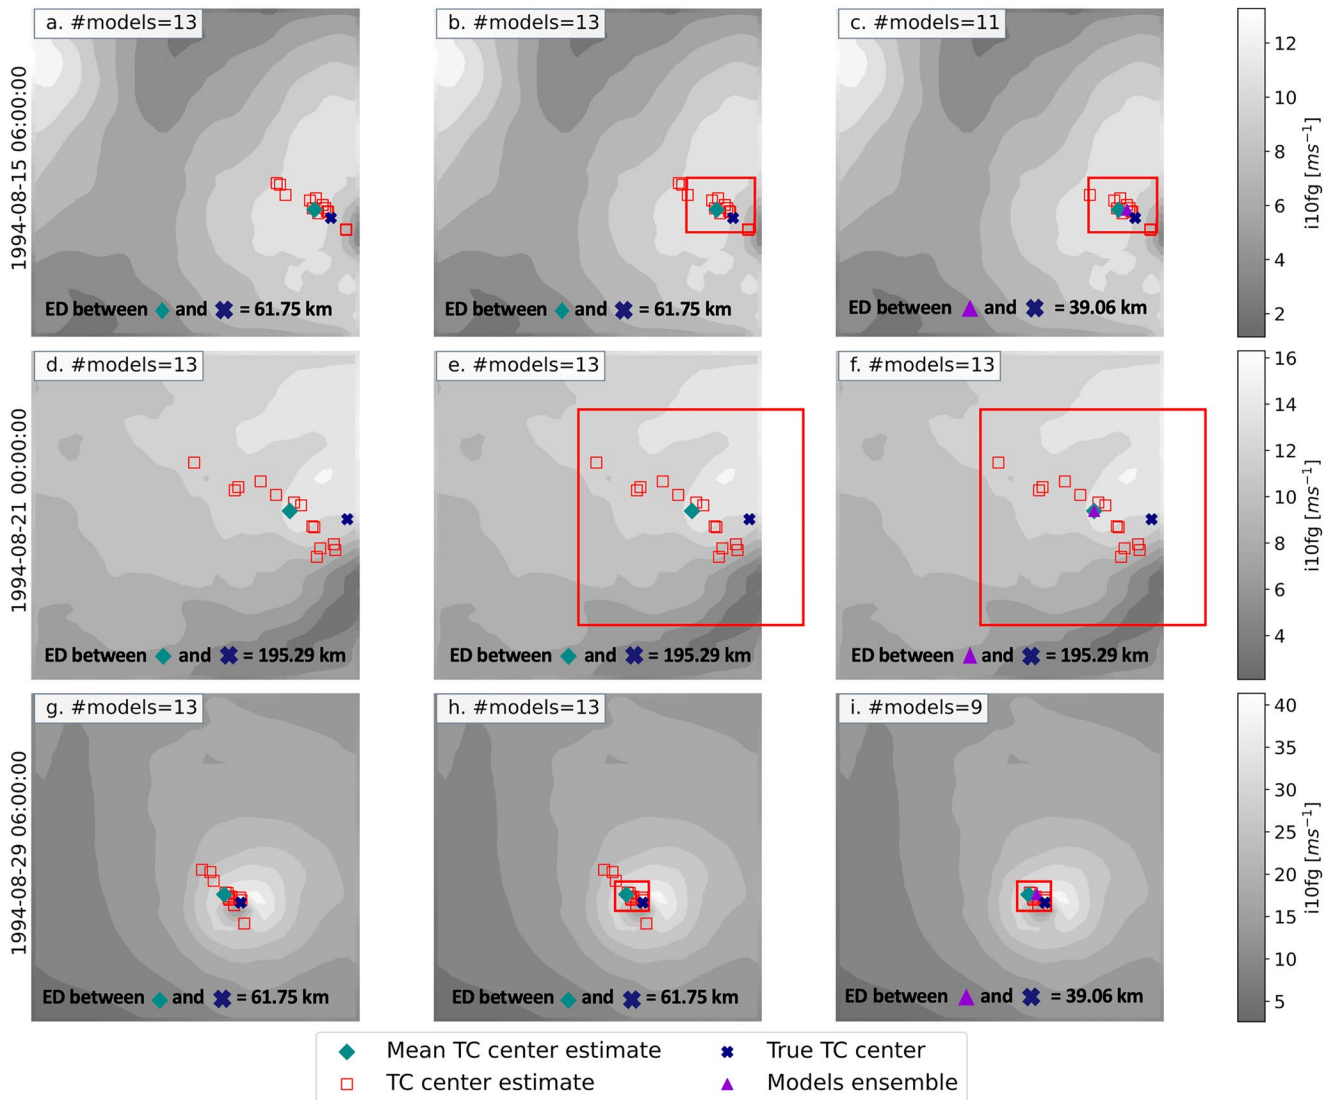 a. #models=13
b. #models=13
c. #models=11
1994-08-15 06:00:00
ED between ◆ and ✖ = 61.75 km
ED between ◆ and ✖ = 61.75 km
ED between ▲ and ✖ = 39.06 km
12
10
8
6
4
2
i10fg [ms⁻¹]
d. #models=13
e. #models=13
f. #models=13
1994-08-21 00:00:00
ED between ◆ and ✖ = 195.29 km
ED between ◆ and ✖ = 195.29 km
ED between ▲ and ✖ = 195.29 km
16
14
12
10
8
6
4
i10fg [ms⁻¹]
g. #models=13
h. #models=13
i. #models=9
1994-08-29 06:00:00
ED between ◆ and ✖ = 61.75 km
ED between ◆ and ✖ = 61.75 km
ED between ▲ and ✖ = 39.06 km
40
35
30
25
20
15
10
5
i10fg [ms⁻¹]
Mean TC center estimate
True TC center
TC center estimate
Models ensemble